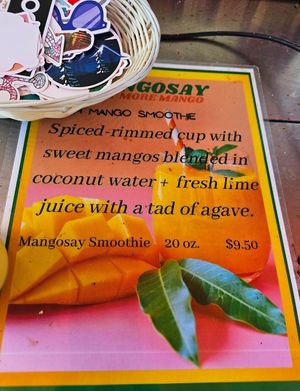 NGOSAY
MORE MANGO
MANGO SMOOTHIE
Spiced-rimmed cup with
sweet mangos blended in
coconut water + fresh lime
juice with a tad of agave.
Mangosay Smoothie 20 oz. $9.50